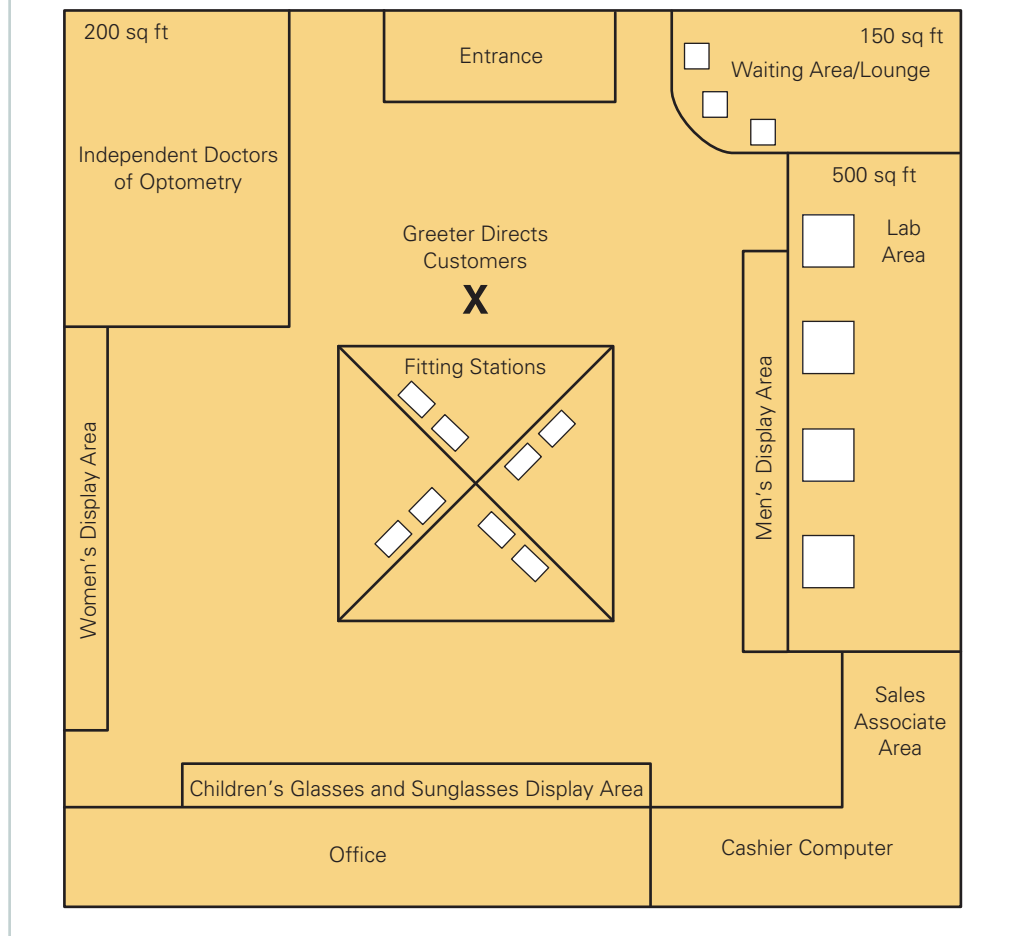 200 sq ft
Independent Doctors
of Optometry
Entrance
150 sq ft
Waiting Area/Lounge
500 sq ft
Lab
Area
Greeter Directs
Customers
X
Fitting Stations
Women’s Display Area
Men’s Display Area
Sales
Associate
Area
Children’s Glasses and Sunglasses Display Area
Office
Cashier Computer